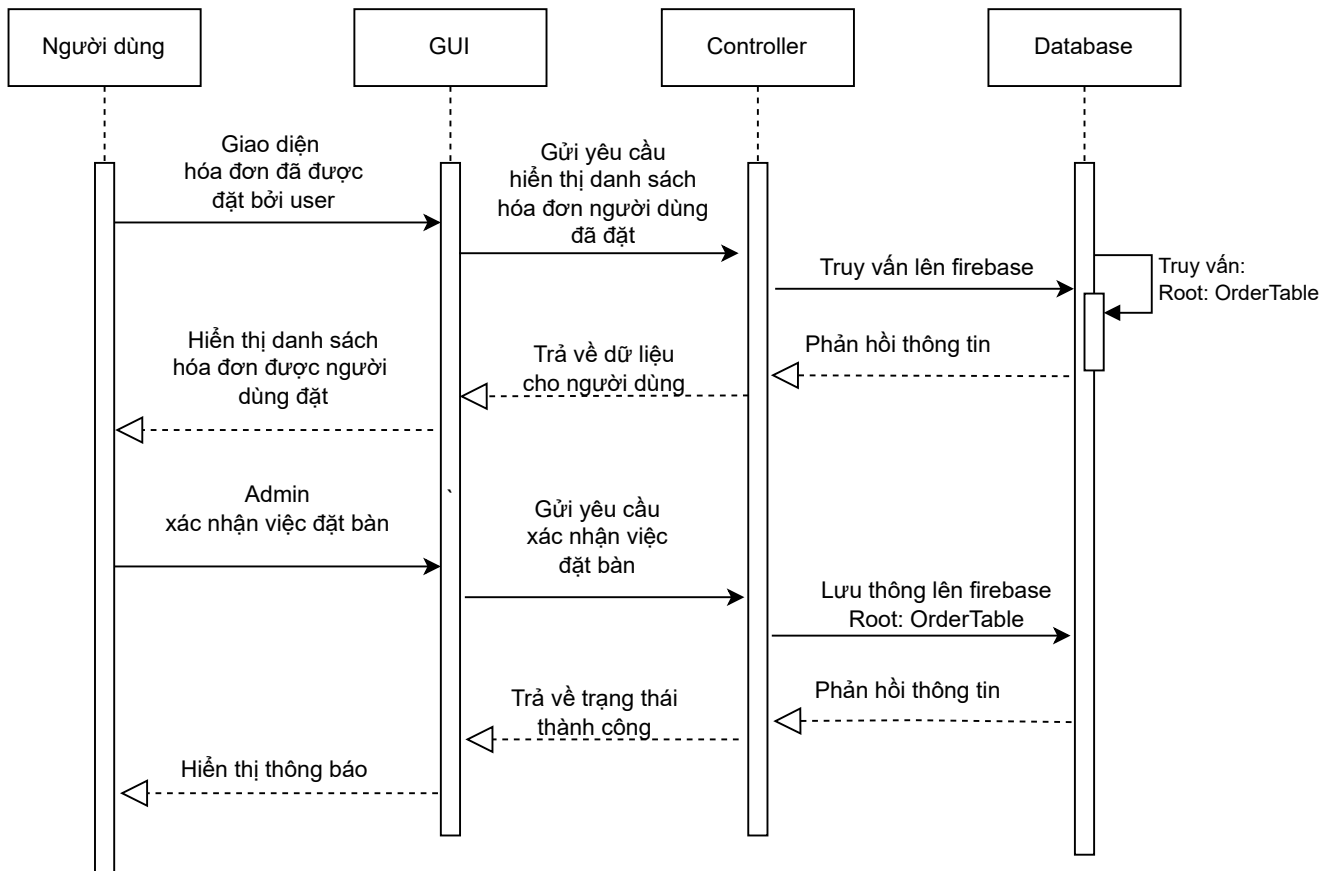 Người dùng
GUI
Controller
Database
Giao diện
hóa đơn đã được
đặt bởi user
Gửi yêu cầu
hiển thị danh sách
hóa đơn người dùng
đã đặt
Truy vấn lên firebase
Truy vấn:
Root: OrderTable
Phản hồi thông tin
Trả về dữ liệu
cho người dùng
Hiển thị danh sách
hóa đơn được người
dùng đặt
Admin
xác nhận việc đặt bàn
`
Gửi yêu cầu
xác nhận việc
đặt bàn
Lưu thông lên firebase
Root: OrderTable
Phản hồi thông tin
Trả về trạng thái
thành công
Hiển thị thông báo